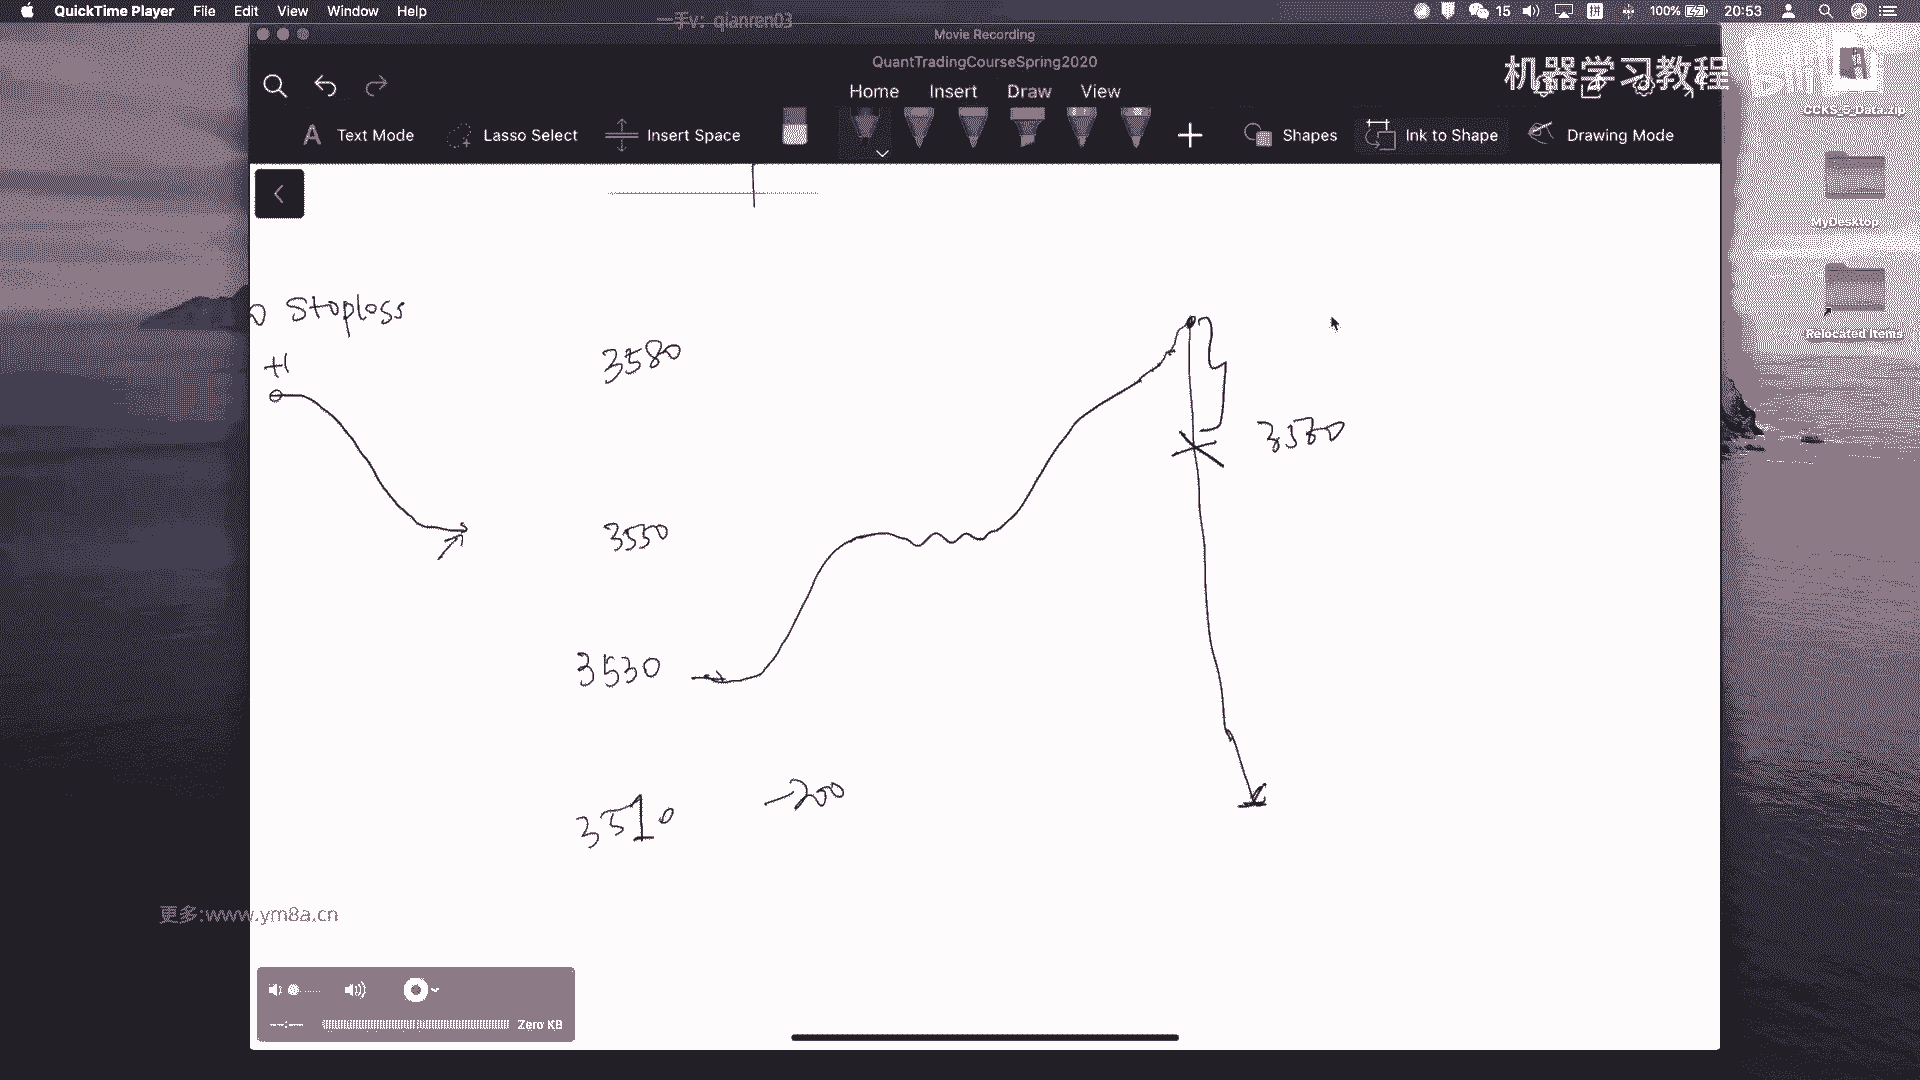 QuickTime Player File Edit View Window Help
15 100% 20:53
一手v：qianren03
Movie Recording
QuantTradingCourseSpring2020
机器学习教程
Home Insert Draw View
Text Mode Lasso Select Insert Space Shapes Ink to Shape Drawing Mode
CCKS_5_Data.zip
MyDesktop
Relocated Items
Stoploss
+1
3580
3550
3530
3510 -200
更多:www.ym8a.cn
--:-- Zero KB